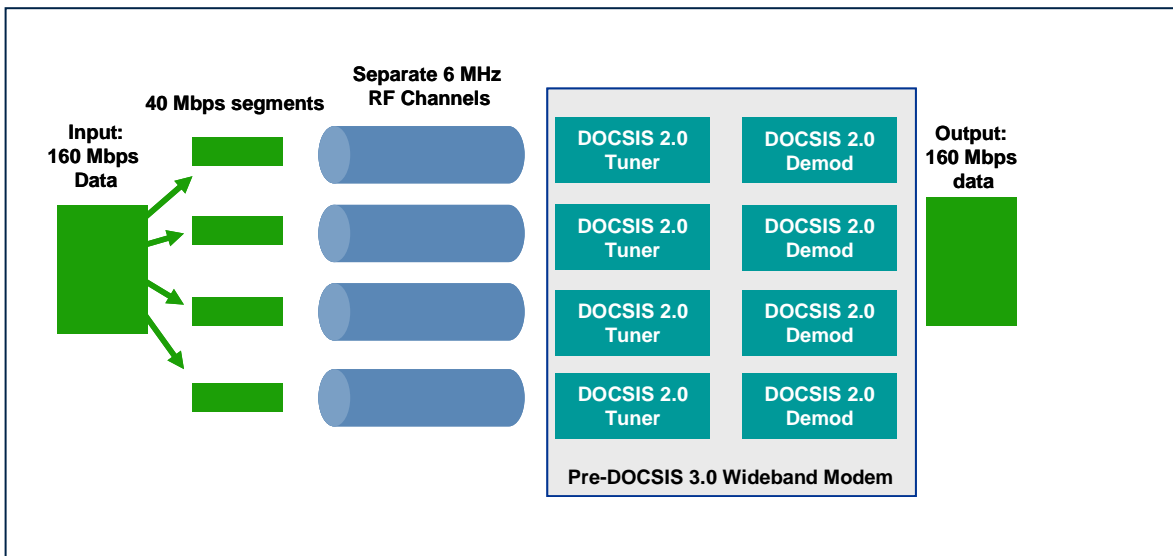 Separate 6 MHz
RF Channels
40 Mbps segments
Input:
160 Mbps
Data
DOCSIS 2.0
Tuner
DOCSIS 2.0
Demod
Output:
160 Mbps
data
DOCSIS 2.0
Tuner
DOCSIS 2.0
Demod
DOCSIS 2.0
Tuner
DOCSIS 2.0
Demod
DOCSIS 2.0
Tuner
DOCSIS 2.0
Demod
Pre-DOCSIS 3.0 Wideband Modem